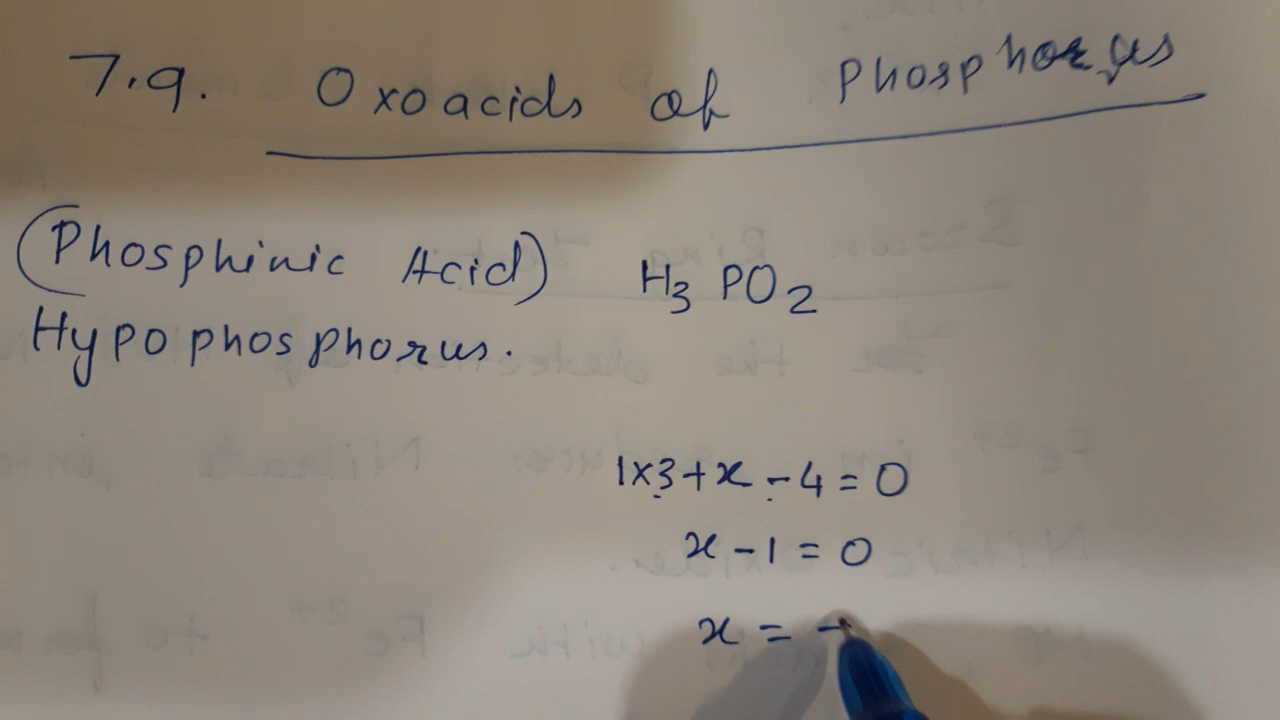 7.9. Oxoacids of Phosphorus
(Phosphinic Acid) H3 PO2
Hypophosphorus.
1x3+x-4=0
x-1=0
x=